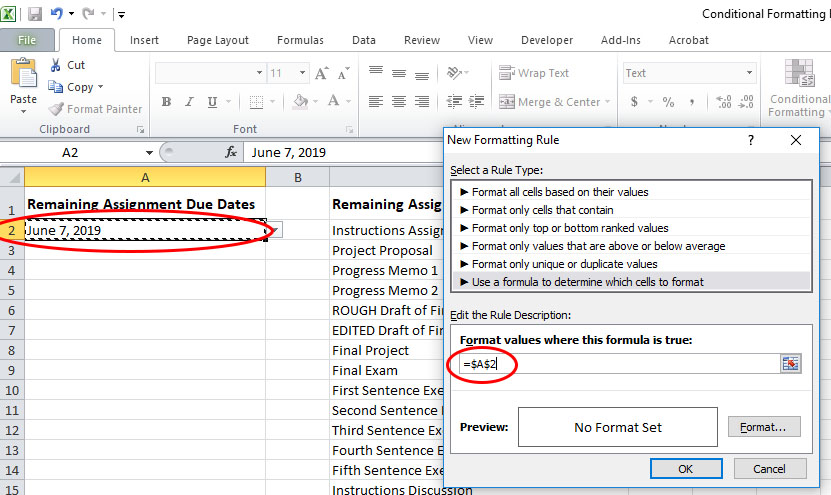 Conditional Formatting
File Home Insert Page Layout Formulas Data Review View Developer Add-Ins Acrobat
Paste
Cut
Copy
Format Painter
Clipboard
11 A A
B I U A
Font
Wrap Text
Merge & Center
Text
$ % , .00 .0
Conditional
Formatting
A2 fx June 7, 2019
A B
1 Remaining Assignment Due Dates Remaining Assig
2 June 7, 2019 Instructions Assign
3 Project Proposal
4 Progress Memo 1
5 Progress Memo 2
6 ROUGH Draft of Fin
7 EDITED Draft of Fin
8 Final Project
9 Final Exam
10 First Sentence Exe
11 Second Sentence
12 Third Sentence Ex
13 Fourth Sentence E
14 Fifth Sentence Exe
15 Instructions Discussion
New Formatting Rule ? ×
Select a Rule Type:
► Format all cells based on their values
► Format only cells that contain
► Format only top or bottom ranked values
► Format only values that are above or below average
► Format only unique or duplicate values
► Use a formula to determine which cells to format
Edit the Rule Description:
Format values where this formula is true:
=$A$2
Preview: No Format Set Format...
OK Cancel